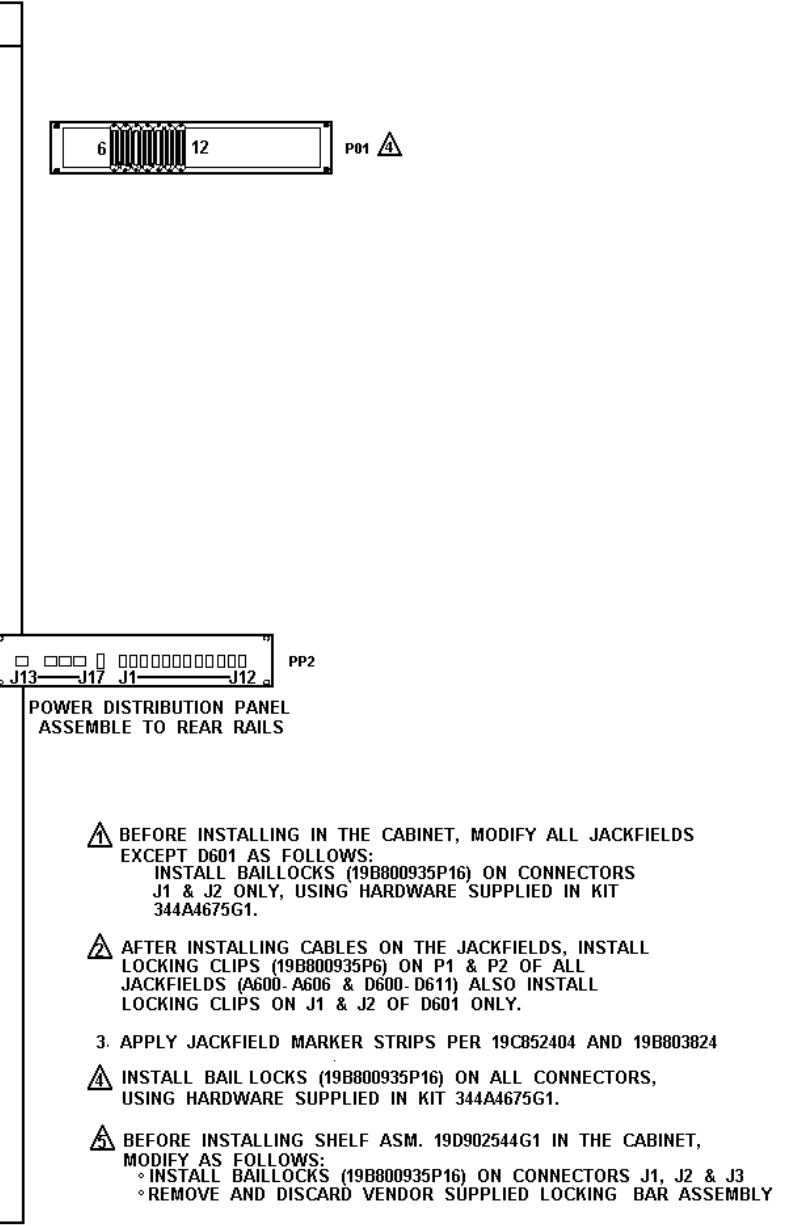 6 12 P01 4
PP2
J13 J17 J1 J12
POWER DISTRIBUTION PANEL
ASSEMBLE TO REAR RAILS
1 BEFORE INSTALLING IN THE CABINET, MODIFY ALL JACKFIELDS
EXCEPT D601 AS FOLLOWS:
INSTALL BAILLOCKS (19B800935P16) ON CONNECTORS
J1 & J2 ONLY, USING HARDWARE SUPPLIED IN KIT
344A4675G1.
2 AFTER INSTALLING CABLES ON THE JACKFIELDS, INSTALL
LOCKING CLIPS (19B800935P6) ON P1 & P2 OF ALL
JACKFIELDS (A600-A606 & D600-D611) ALSO INSTALL
LOCKING CLIPS ON J1 & J2 OF D601 ONLY.
3. APPLY JACKFIELD MARKER STRIPS PER 19C852404 AND 19B803824
4 INSTALL BAIL LOCKS (19B800935P16) ON ALL CONNECTORS,
USING HARDWARE SUPPLIED IN KIT 344A4675G1.
5 BEFORE INSTALLING SHELF ASM. 19D902544G1 IN THE CABINET,
MODIFY AS FOLLOWS:
° INSTALL BAILLOCKS (19B800935P16) ON CONNECTORS J1, J2 & J3
° REMOVE AND DISCARD VENDOR SUPPLIED LOCKING BAR ASSEMBLY